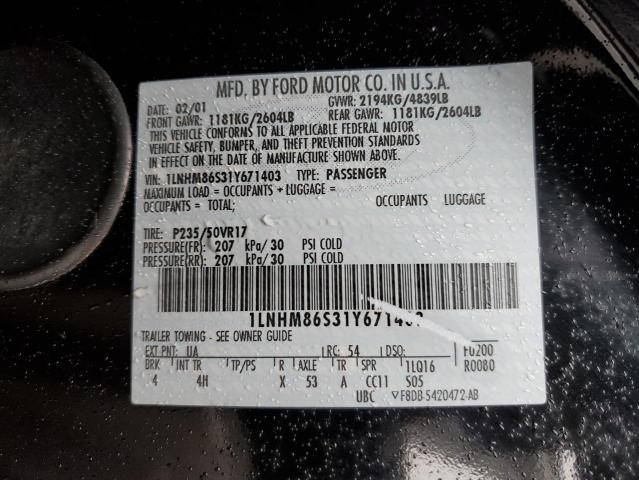 MFD. BY FORD MOTOR CO. IN U.S.A.
DATE: 02/01 GVWR: 2194KG/4839LB
FRONT GAWR: 1181KG/2604LB REAR GAWR: 1181KG/2604LB
THIS VEHICLE CONFORMS TO ALL APPLICABLE FEDERAL MOTOR
VEHICLE SAFETY, BUMPER, AND THEFT PREVENTION STANDARDS
IN EFFECT ON THE DATE OF MANUFACTURE SHOWN ABOVE.
VIN: 1LNHM86S31Y671403 TYPE: PASSENGER
MAXIMUM LOAD = OCCUPANTS + LUGGAGE =
OCCUPANTS = TOTAL; OCCUPANTS LUGGAGE
TIRE: P235/50VR17
PRESSURE(FR): 207 kPa/30 PSI COLD
PRESSURE(RR): 207 kPa/30 PSI COLD
1LNHM86S31Y671403
TRAILER TOWING - SEE OWNER GUIDE
EXT PNT: UA RC: 54 DSO: F0200
BRK INT TR TP/PS R AXLE TR SPR 1LQ16 R0080
4 4H X 53 A CC11 S05
UBC F8DB-5420472-AB